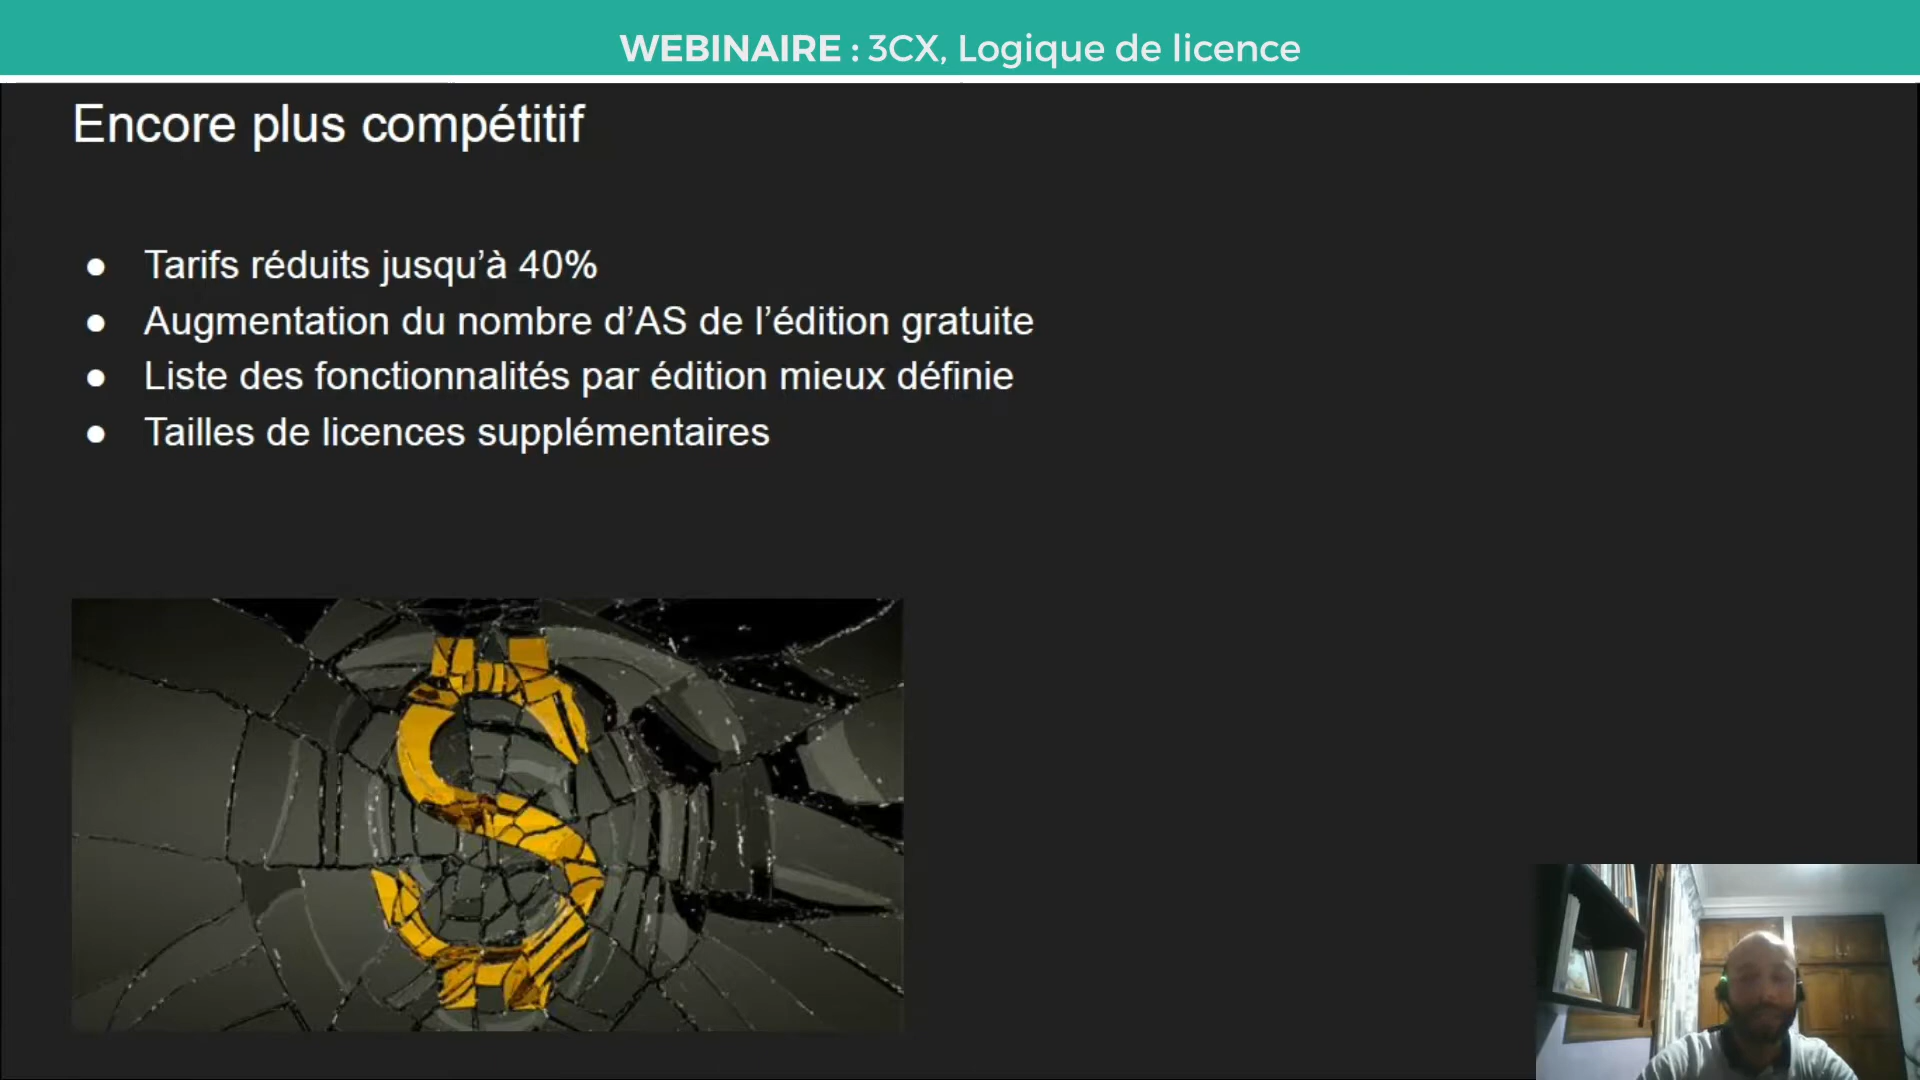 WEBINAIRE : 3CX, Logique de licence
Encore plus compétitif
● Tarifs réduits jusqu’à 40%
● Augmentation du nombre d’AS de l’édition gratuite
● Liste des fonctionnalités par édition mieux définie
● Tailles de licences supplémentaires